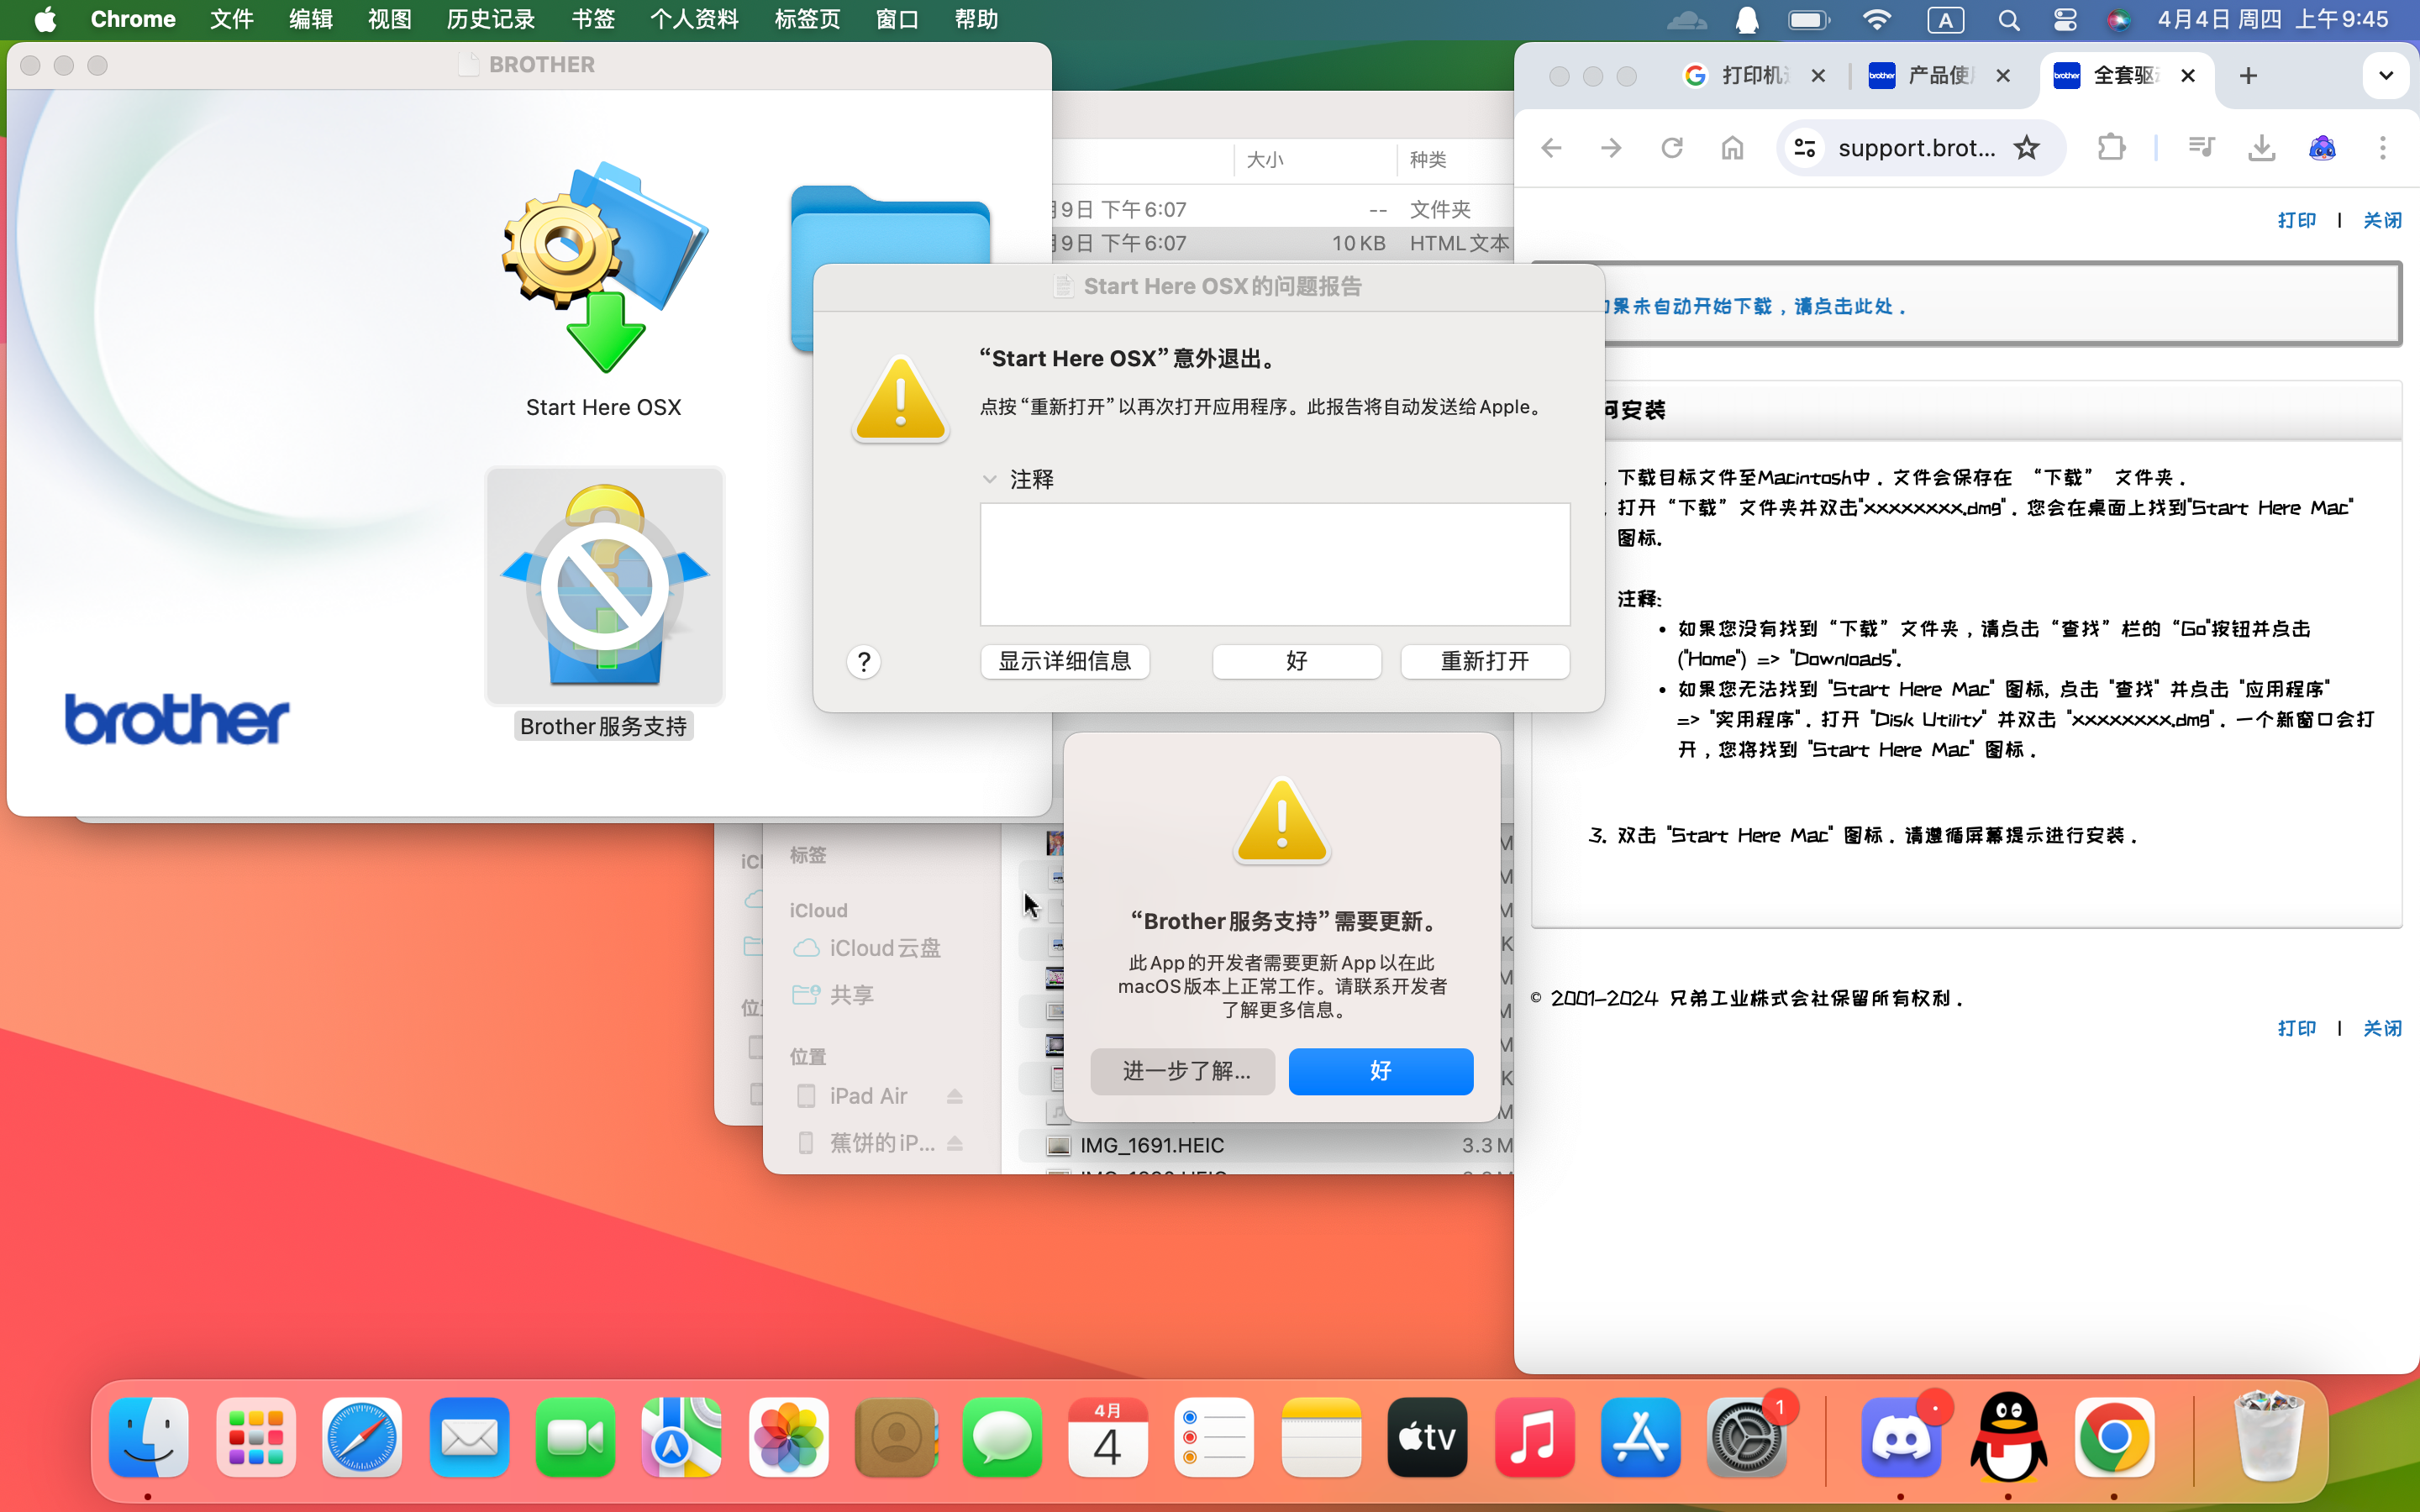 Chrome 文件 编辑 视图 历史记录 书签 个人资料 标签页 窗口 帮助
A 4月4日 周四 上午9:45
BROTHER
Start Here OSX
Brother服务支持
brother
大小 种类
9日 下午6:07 -- 文件夹
9日 下午6:07 10 KB HTML文本
Start Here OSX的问题报告
“Start Here OSX”意外退出。
点按“重新打开”以再次打开应用程序。此报告将自动发送给Apple。
注释
?
显示详细信息 好 重新打开
“Brother服务支持”需要更新。
此App的开发者需要更新App以在此
macOS版本上正常工作。请联系开发者
了解更多信息。
进一步了解... 好
标签
iCloud
iCloud云盘
共享
位置
iPad Air
蕉饼的iP...
IMG_1691.HEIC 3.3 M
打印机 brother 产品使 brother 全套驱
support.brot...
打印 | 关闭
果未自动开始下载，请点击此处.
何安装
下载目标文件至Macintosh中. 文件会保存在 “下载” 文件夹.
打开“下载”文件夹并双击"xxxxxxxx.dmg". 您会在桌面上找到"Start Here Mac"
图标.
注释:
• 如果您没有找到“下载”文件夹，请点击“查找”栏的“Go"按钮并点击
("Home") => "Downloads".
• 如果您无法找到 "Start Here Mac" 图标, 点击 "查找" 并点击 "应用程序"
=> "实用程序". 打开 "Disk Utility" 并双击 "xxxxxxxx.dmg". 一个新窗口会打
开，您将找到 "Start Here Mac" 图标.
3. 双击 "Start Here Mac" 图标. 请遵循屏幕提示进行安装.
© 2001-2024 兄弟工业株式会社保留所有权利.
打印 | 关闭
4月
4
tv
1